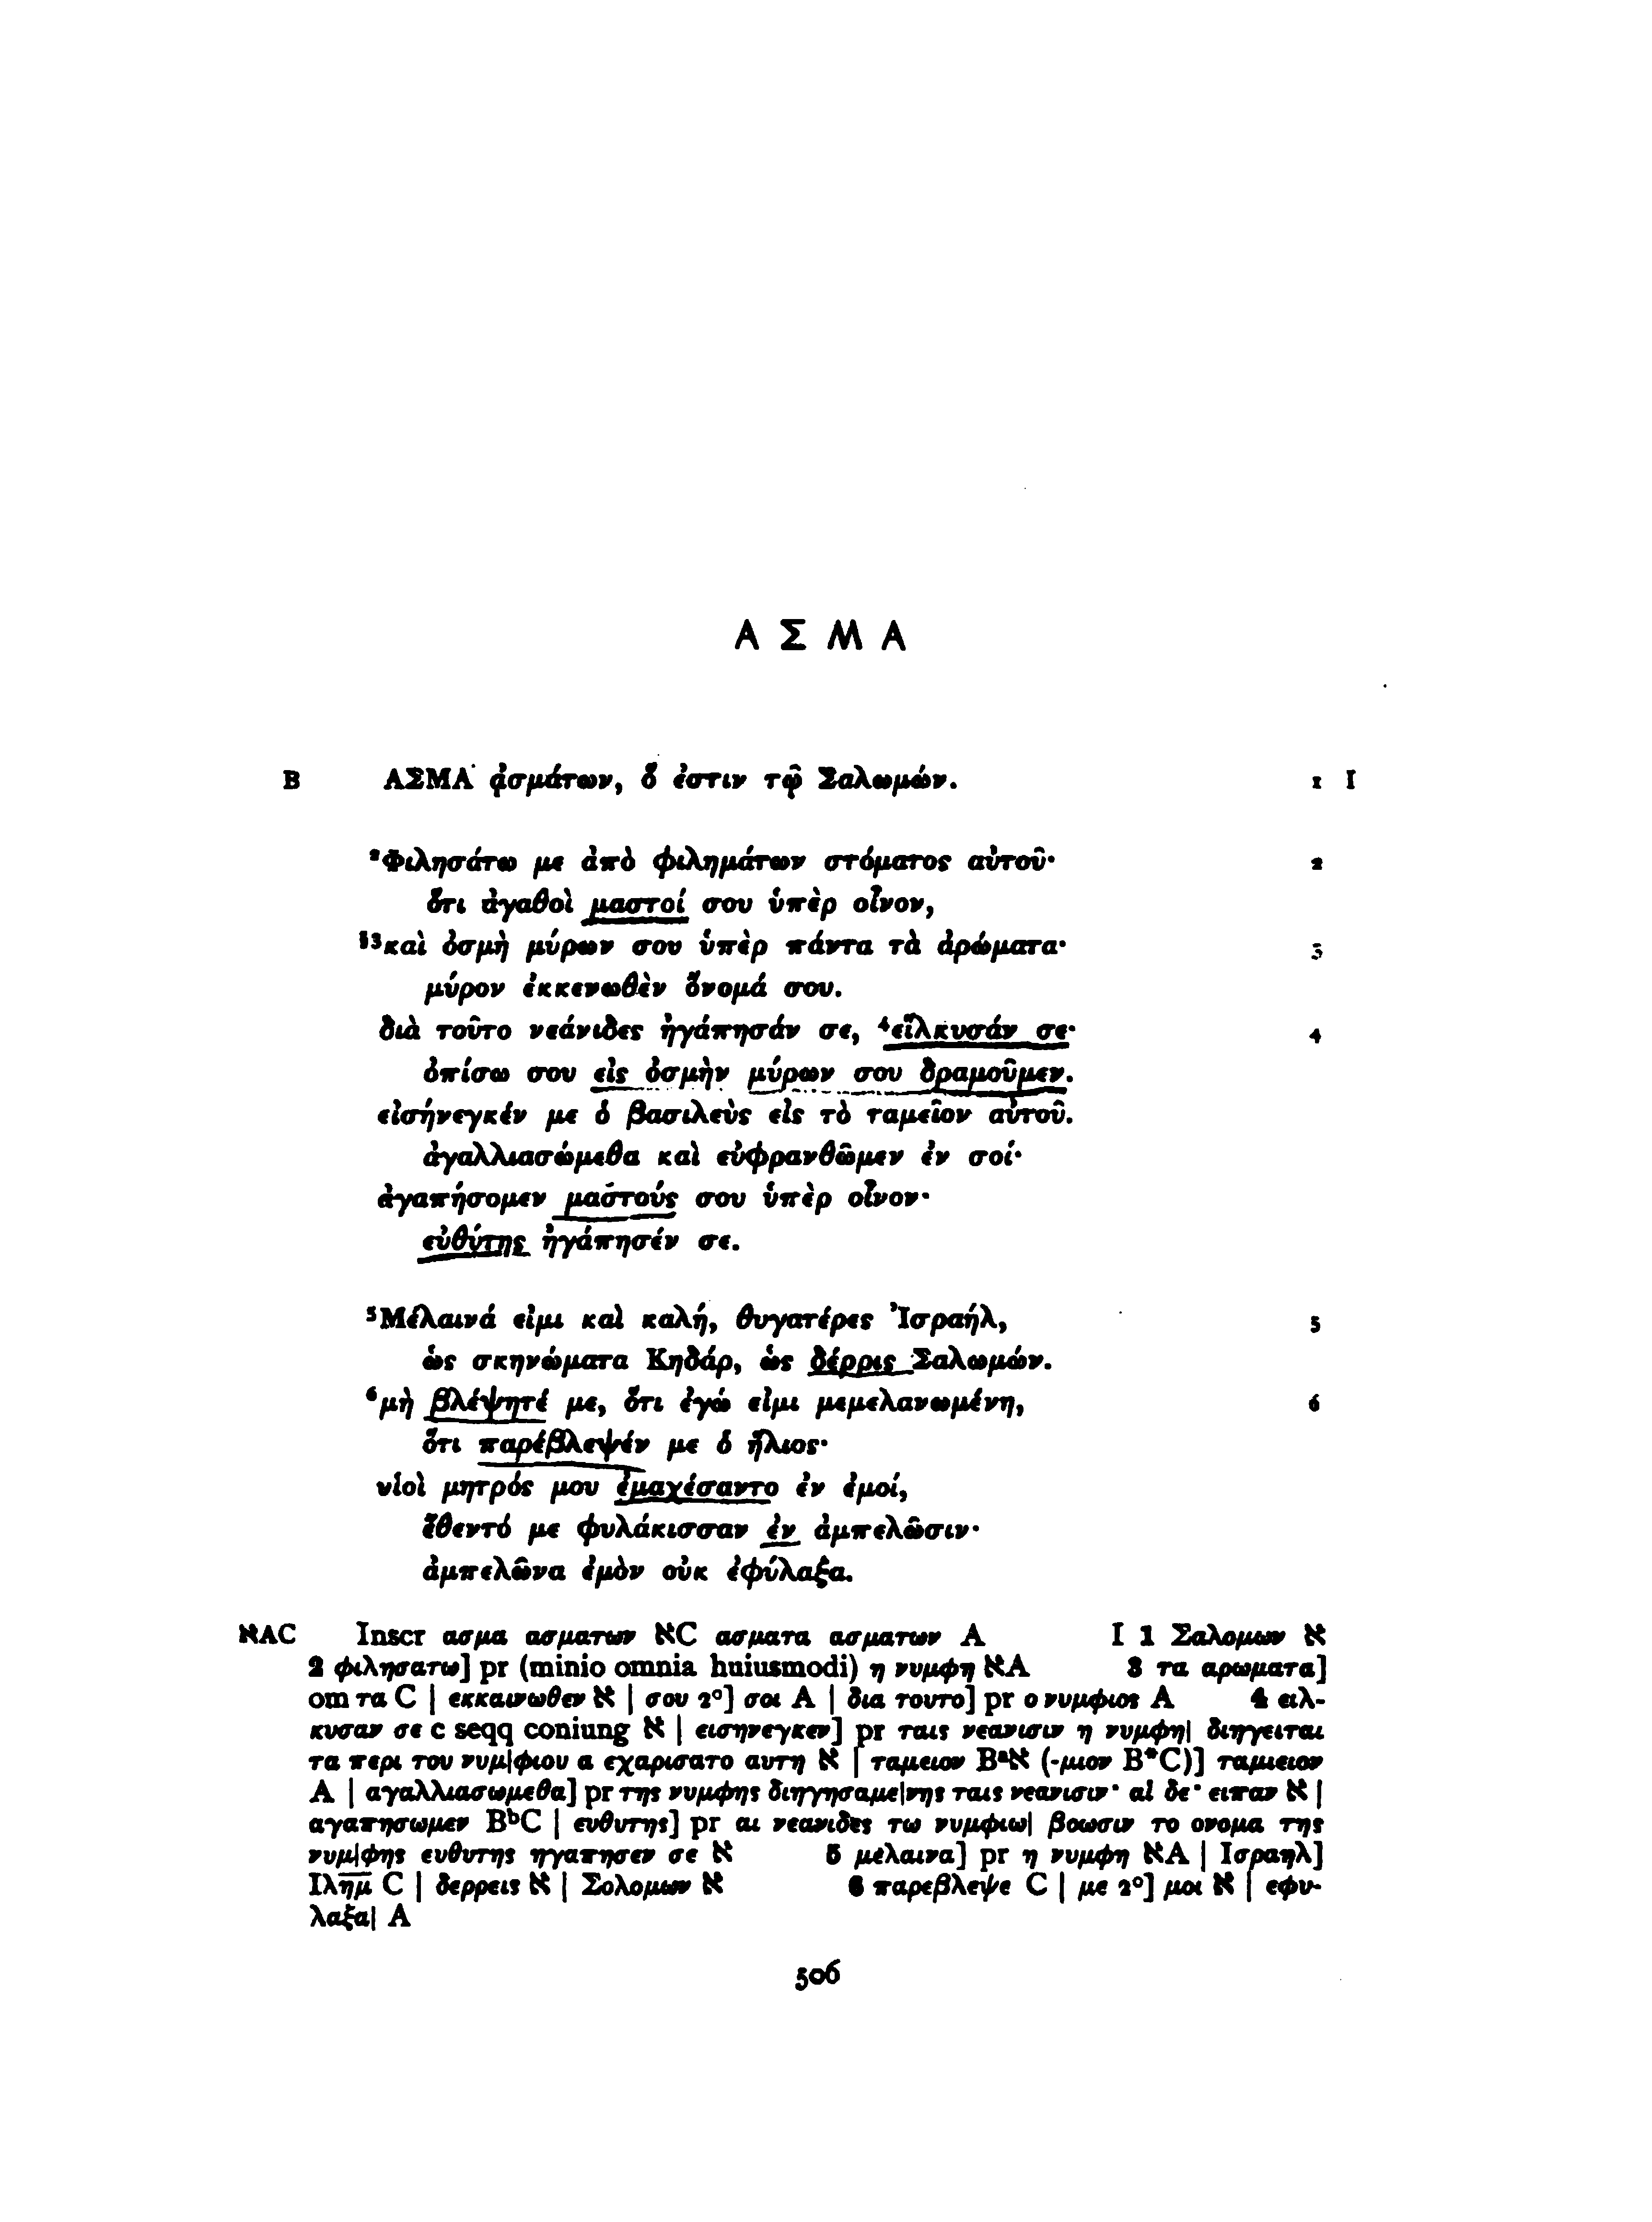 ΑΣΜΑ
B ΑΣΜΑ ᾀσμάτων, ὅ ἐστιν τῷ Σαλωμών. 1 I
²Φιλησάτω με ἀπὸ φιλημάτων στόματος αὐτοῦ· 2
ὅτι ἀγαθοὶ μαστοί σου ὑπὲρ οἶνον,
§³καὶ ὀσμὴ μύρων σου ὑπὲρ πάντα τὰ ἀρώματα· 3
μύρον ἐκκενωθὲν ὄνομά σου.
διὰ τοῦτο νεάνιδες ἠγάπησάν σε, ⁴εἵλκυσάν σε· 4
ὀπίσω σου εἰς ὀσμὴν μύρων σου δραμοῦμεν.
εἰσήνεγκέν με ὁ βασιλεὺς εἰς τὸ ταμεῖον αὐτοῦ.
ἀγαλλιασώμεθα καὶ εὐφρανθῶμεν ἐν σοί·
ἀγαπήσομεν μαστούς σου ὑπὲρ οἶνον·
εὐθύτης ἠγάπησέν σε.
⁵Μέλαινά εἰμι καὶ καλή, θυγατέρες Ἰσραήλ, 5
ὡς σκηνώματα Κηδάρ, ὡς δέρρις Σαλωμών.
⁶μὴ βλέψητέ με, ὅτι ἐγώ εἰμι μεμελανωμένη, 6
ὅτι παρέβλεψέν με ὁ ἥλιος·
υἱοὶ μητρός μου ἐμαχέσαντο ἐν ἐμοί,
ἔθεντό με φυλάκισσαν ἐν ἀμπελῶσιν·
ἀμπελῶνα ἐμὸν οὐκ ἐφύλαξα.
אAC Inscr ασμα ασματων אC ασματα ασματων A I 1 Σαλομων א
2 φιλησατω] pr (minio omnia huiusmodi) η νυμφη אA 3 τα αρωματα]
om τα C | εκκαινωθεν א | σου 2°] σοι A | δια τουτο] pr ο νυμφιος A 4 ειλ-
κυσαν σε c seqq coniung א | εισηνεγκεν] pr ταις νεανισιν η νυμφη| διηγειται
τα περι του νυμ|φιου α εχαρισατο αυτη א | ταμειον Bᵃא (-μιον B*C)] ταμιειον
A | αγαλλιασωμεθα] pr της νυμφης διηγησαμε|νης ταις νεανισιν· αἱ δε· ειπαν א |
αγαπησωμεν BᵇC | ευθυτης] pr αι νεανιδες τω νυμφιω| βοωσιν το ονομα της
νυμ|φης ευθυτης ηγαπησεν σε א 5 μελαινα] pr η νυμφη אA | Ισραηλ]
Ιλ̅η̅μ̅ C | δερρεις א | Σολομων א 6 παρεβλεψε C | με 2°] μοι א | εφυ-
λαξα| A
506